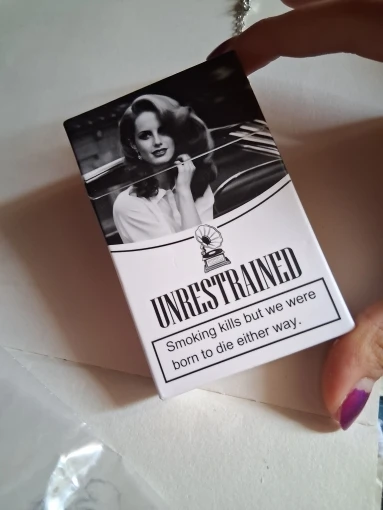 UNRESTRAINED
Smoking kills but we were
born to die either way.